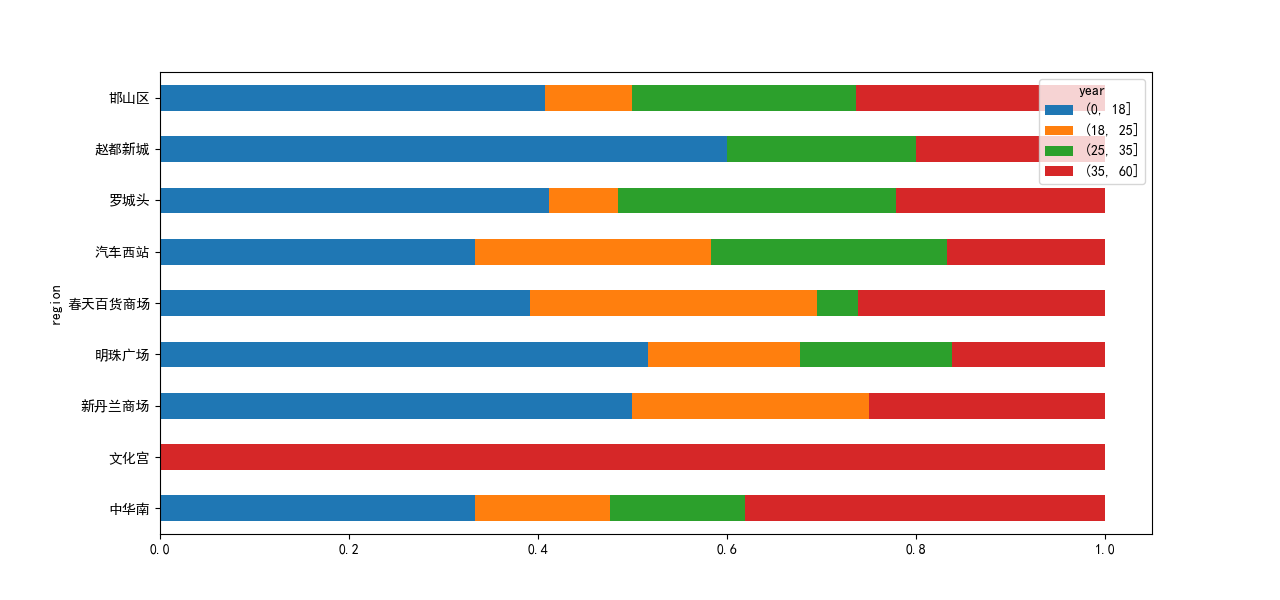 year
(0, 18]
(18, 25]
(25, 35]
(35, 60]
邯山区
赵都新城
罗城头
汽车西站
春天百货商场
明珠广场
新丹兰商场
文化宫
中华南
region
0.0 0.2 0.4 0.6 0.8 1.0